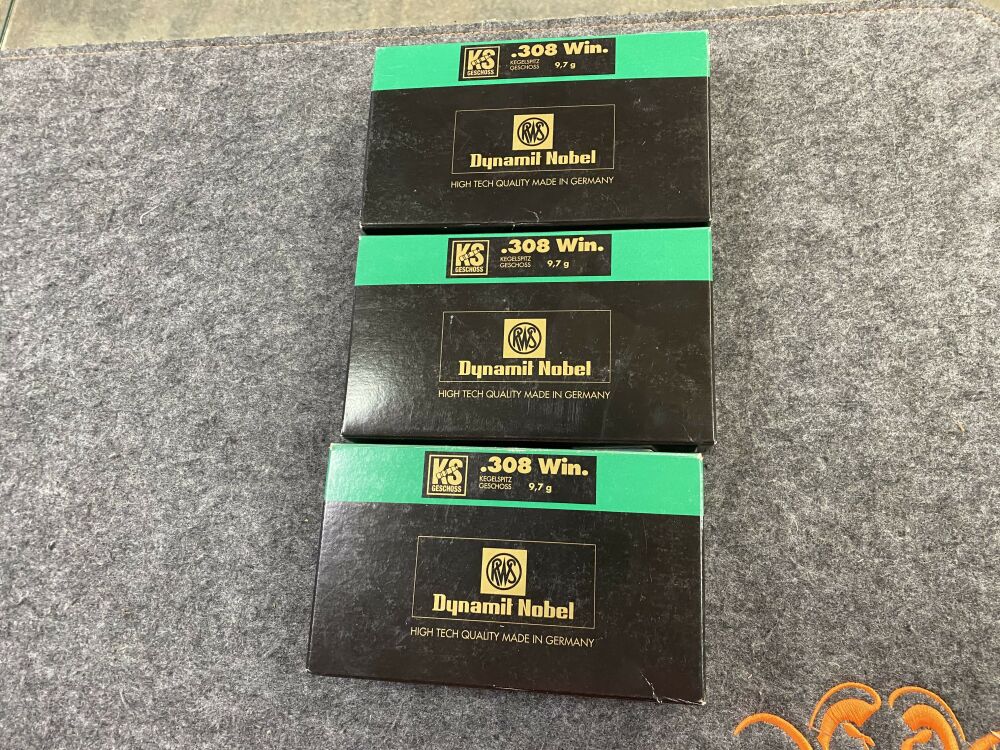 K&S .308 Win.
GESCHOSS KEGELSPITZ
GESCHOSS 9,7 g
RWS
Dynamit Nobel
HIGH TECH QUALITY MADE IN GERMANY
KS .308 Win.
GESCHOSS KEGELSPITZ
GESCHOSS 9,7 g
RWS
Dynamit Nobel
HIGH TECH QUALITY MADE IN GERMANY
KS .308 Win.
GESCHOSS KEGELSPITZ
GESCHOSS 9,7 g
RWS
Dynamit Nobel
HIGH TECH QUALITY MADE IN GERMANY